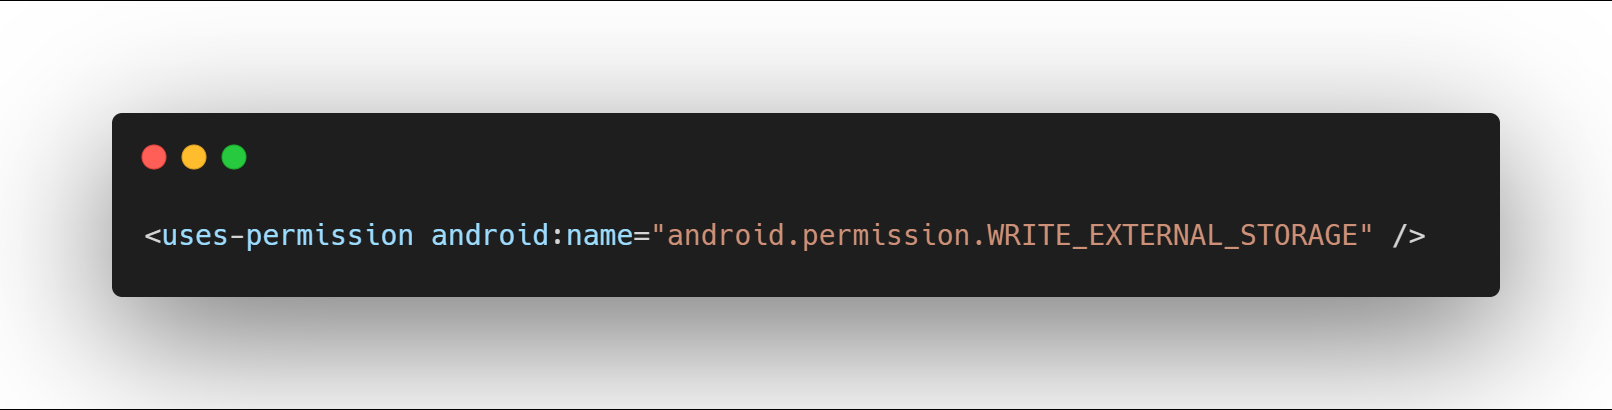 <uses-permission android:name="android.permission.WRITE_EXTERNAL_STORAGE" />